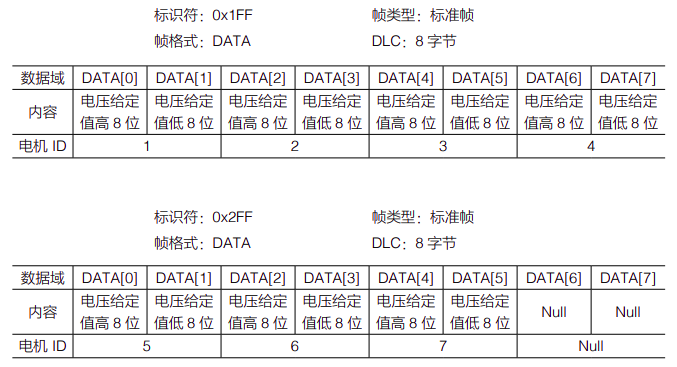 标识符：0x1FF 帧类型：标准帧
帧格式：DATA DLC：8 字节
数据域 DATA[0] DATA[1] DATA[2] DATA[3] DATA[4] DATA[5] DATA[6] DATA[7]
内容 电压给定 电压给定 电压给定 电压给定 电压给定 电压给定 电压给定 电压给定
值高 8 位 值低 8 位 值高 8 位 值低 8 位 值高 8 位 值低 8 位 值高 8 位 值低 8 位
电机 ID 1 2 3 4
标识符：0x2FF 帧类型：标准帧
帧格式：DATA DLC：8 字节
数据域 DATA[0] DATA[1] DATA[2] DATA[3] DATA[4] DATA[5] DATA[6] DATA[7]
内容 电压给定 电压给定 电压给定 电压给定 电压给定 电压给定 Null Null
值高 8 位 值低 8 位 值高 8 位 值低 8 位 值高 8 位 值低 8 位
电机 ID 5 6 7 Null